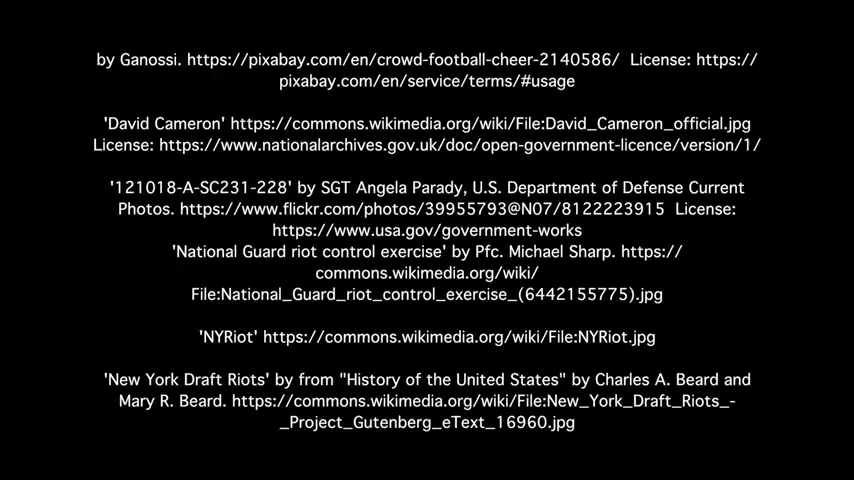 by Ganossi. https://pixabay.com/en/crowd-football-cheer-2140586/  License: https://
pixabay.com/en/service/terms/#usage
'David Cameron' https://commons.wikimedia.org/wiki/File:David_Cameron_official.jpg
License: https://www.nationalarchives.gov.uk/doc/open-government-licence/version/1/
'121018-A-SC231-228' by SGT Angela Parady, U.S. Department of Defense Current
Photos. https://www.flickr.com/photos/39955793@N07/8122223915  License:
https://www.usa.gov/government-works
'National Guard riot control exercise' by Pfc. Michael Sharp. https://
commons.wikimedia.org/wiki/
File:National_Guard_riot_control_exercise_(6442155775).jpg
'NYRiot' https://commons.wikimedia.org/wiki/File:NYRiot.jpg
'New York Draft Riots' by from "History of the United States" by Charles A. Beard and
Mary R. Beard. https://commons.wikimedia.org/wiki/File:New_York_Draft_Riots_-
_Project_Gutenberg_eText_16960.jpg